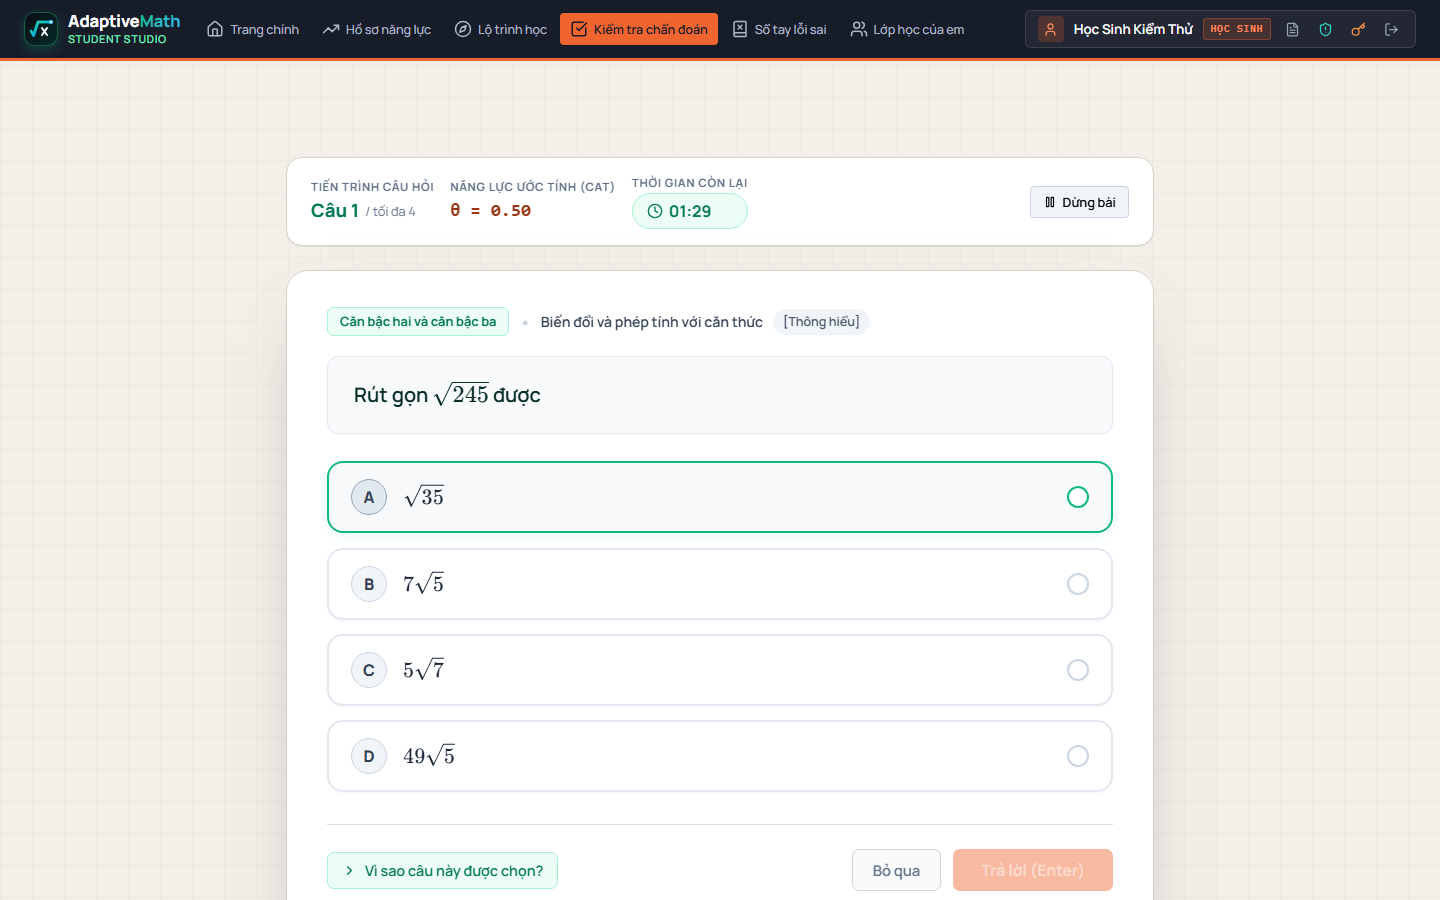 AdaptiveMath
STUDENT STUDIO
Trang chính
Hồ sơ năng lực
Lộ trình học
Kiểm tra chẩn đoán
Sổ tay lỗi sai
Lớp học của em
Học Sinh Kiểm Thử
HỌC SINH
TIẾN TRÌNH CÂU HỎI
Câu 1 / tối đa 4
NĂNG LỰC ƯỚC TÍNH (CAT)
θ = 0.50
THỜI GIAN CÒN LẠI
01:29
Dừng bài
Căn bậc hai và căn bậc ba
Biến đổi và phép tính với căn thức
[Thông hiểu]
Rút gọn √245 được
A √35
B 7√5
C 5√7
D 49√5
Vì sao câu này được chọn?
Bỏ qua
Trả lời (Enter)